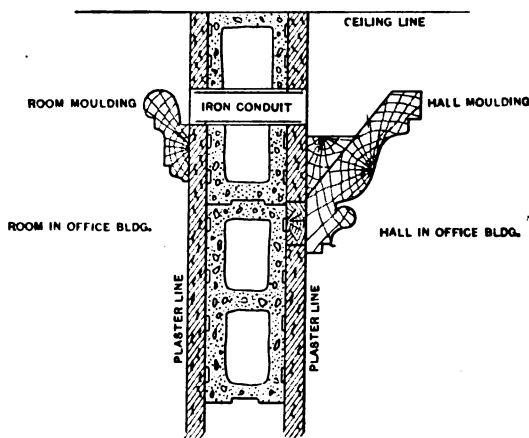 CEILING LINE
ROOM MOULDING
IRON CONDUIT
HALL MOULDING
ROOM IN OFFICE BLDG.
HALL IN OFFICE BLDG.
PLASTER LINE
PLASTER LINE